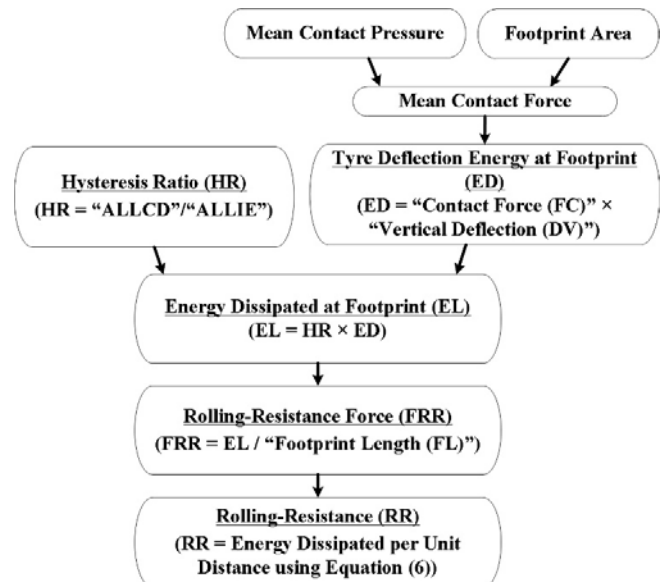 Mean Contact Pressure
Footprint Area
Mean Contact Force
Hysteresis Ratio (HR)
(HR = “ALLCD”/“ALLIE”)
Tyre Deflection Energy at Footprint
(ED)
(ED = “Contact Force (FC)” ×
“Vertical Deflection (DV)”)
Energy Dissipated at Footprint (EL)
(EL = HR × ED)
Rolling-Resistance Force (FRR)
(FRR = EL / “Footprint Length (FL)”)
Rolling-Resistance (RR)
(RR = Energy Dissipated per Unit
Distance using Equation (6))